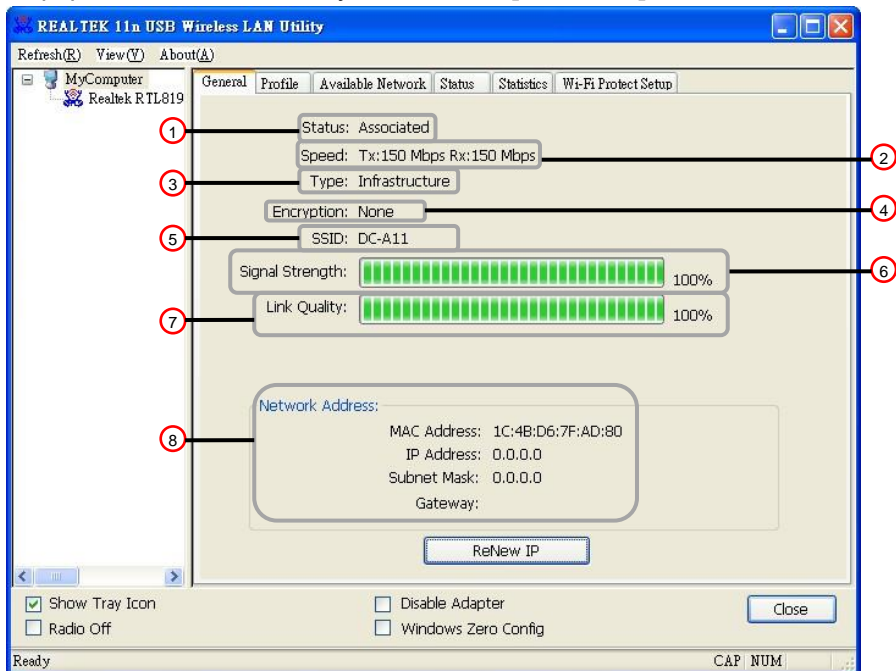 REALTEK 11n USB Wireless LAN Utility
Refresh(R) View(V) About(A)
MyComputer
Realtek RTL819
General Profile Available Network Status Statistics Wi-Fi Protect Setup
1 Status: Associated
Speed: Tx:150 Mbps Rx:150 Mbps 2
3 Type: Infrastructure
Encryption: None 4
5 SSID: DC-A11
Signal Strength: 100% 6
7 Link Quality: 100%
Network Address:
MAC Address: 1C:4B:D6:7F:AD:80
8 IP Address: 0.0.0.0
Subnet Mask: 0.0.0.0
Gateway:
ReNew IP
Show Tray Icon Disable Adapter Close
Radio Off Windows Zero Config
Ready CAP NUM